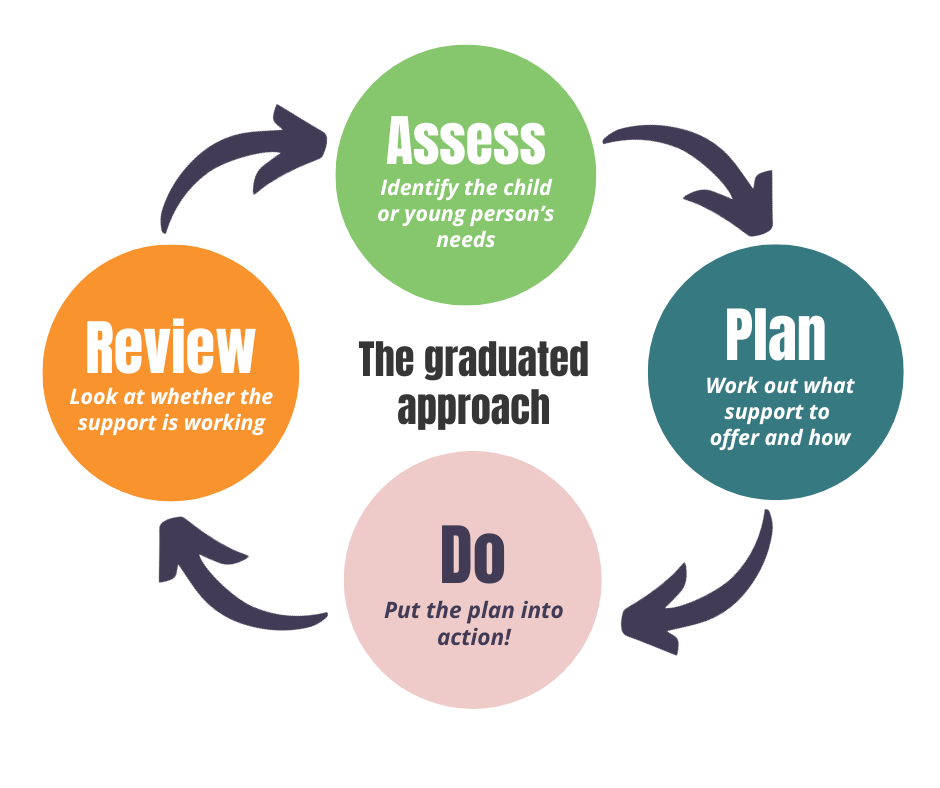 Assess
Identify the child
or young person’s
needs
Plan
Work out what
support to
offer and how
Do
Put the plan into
action!
Review
Look at whether the
support is working
The graduated
approach